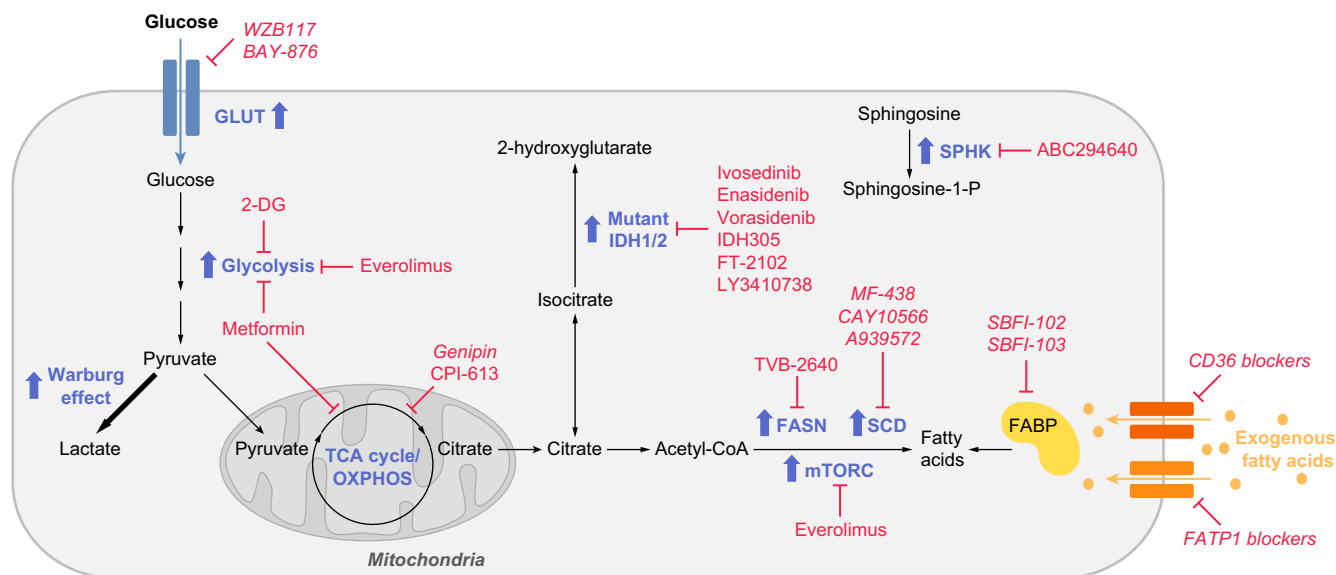 Glucose
WZB117
BAY-876
GLUT
Glucose
2-DG
Glycolysis
Everolimus
Metformin
Pyruvate
Warburg
effect
Lactate
Pyruvate
TCA cycle/
OXPHOS
Genipin
CPI-613
Citrate
Mitochondria
Citrate
Isocitrate
2-hydroxyglutarate
Mutant
IDH1/2
Ivosedinib
Enasidenib
Vorasidenib
IDH305
FT-2102
LY3410738
Sphingosine
SPHK
ABC294640
Sphingosine-1-P
Acetyl-CoA
TVB-2640
FASN
MF-438
CAY10566
A939572
SCD
mTORC
Everolimus
Fatty
acids
SBFI-102
SBFI-103
FABP
CD36 blockers
Exogenous
fatty acids
FATP1 blockers